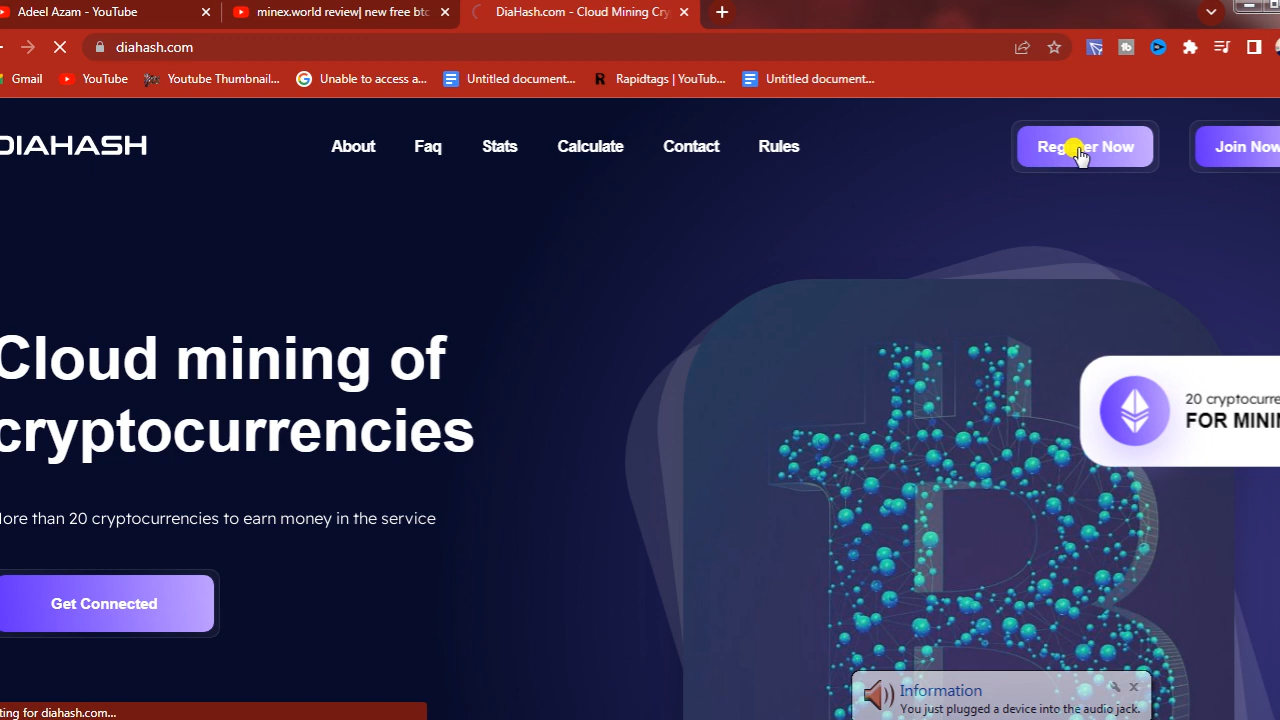 Adeel Azam - YouTube
minex.world review| new free btc
DiaHash.com - Cloud Mining Cry
diahash.com
Gmail
YouTube
Youtube Thumbnail...
Unable to access a...
Untitled document...
Rapidtags | YouTub...
Untitled document...
DIAHASH
About
Faq
Stats
Calculate
Contact
Rules
Register Now
Join Now
Cloud mining of
cryptocurrencies
20 cryptocurre
FOR MININ
More than 20 cryptocurrencies to earn money in the service
Get Connected
Information
You just plugged a device into the audio jack.
ting for diahash.com...